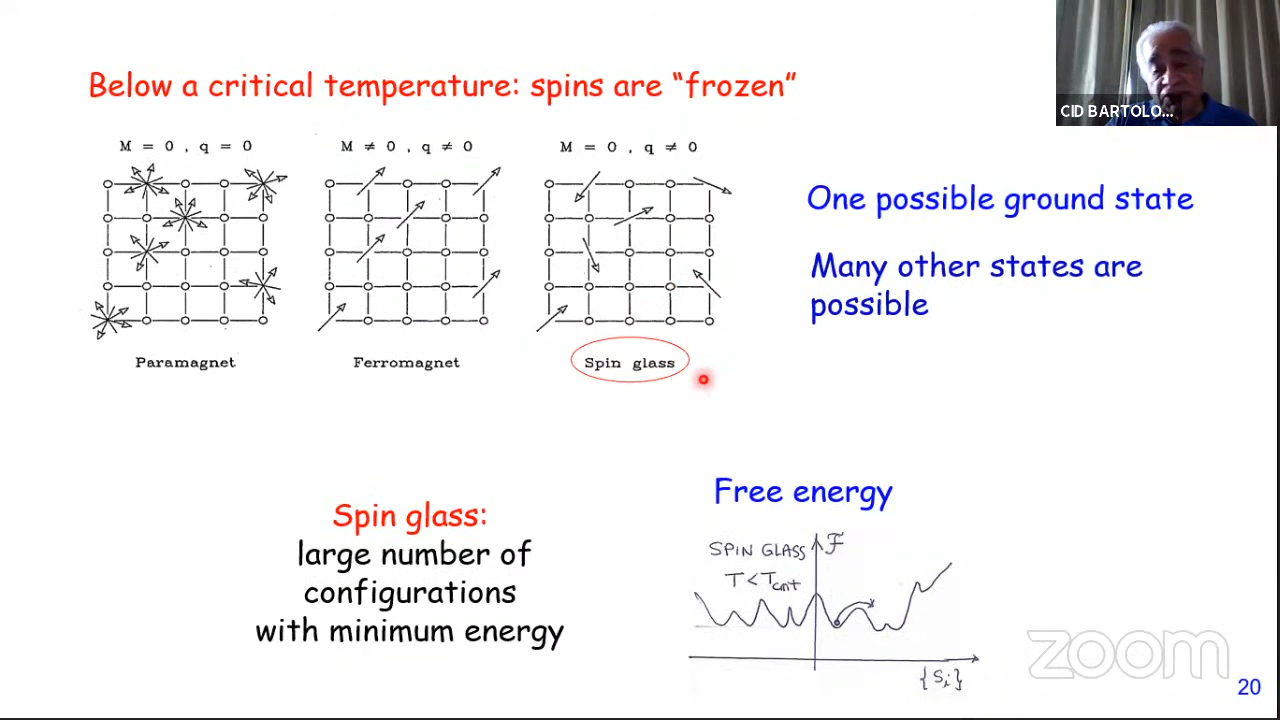 CID BARTOLO...
Below a critical temperature: spins are “frozen”
M = 0 , q = 0
M ≠ 0 , q ≠ 0
M = 0 , q ≠ 0
Paramagnet
Ferromagnet
Spin glass
One possible ground state
Many other states are
possible
Spin glass:
large number of
configurations
with minimum energy
Free energy
SPIN GLASS
T < Tcrit
F
{Si}
zoom
20